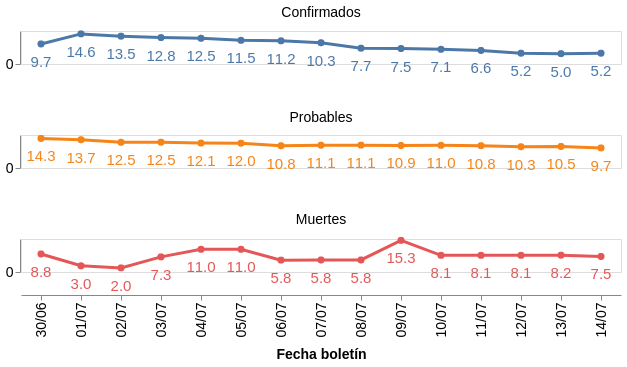 Confirmados
0
9.7 14.6 13.5 12.8 12.5 11.5 11.2 10.3 7.7 7.5 7.1 6.6 5.2 5.0 5.2
Probables
0
14.3 13.7 12.5 12.5 12.1 12.0 10.8 11.1 11.1 10.9 11.0 10.8 10.3 10.5 9.7
Muertes
0
8.8 3.0 2.0 7.3 11.0 11.0 5.8 5.8 5.8 15.3 8.1 8.1 8.1 8.2 7.5
30/06 01/07 02/07 03/07 04/07 05/07 06/07 07/07 08/07 09/07 10/07 11/07 12/07 13/07 14/07
Fecha boletín